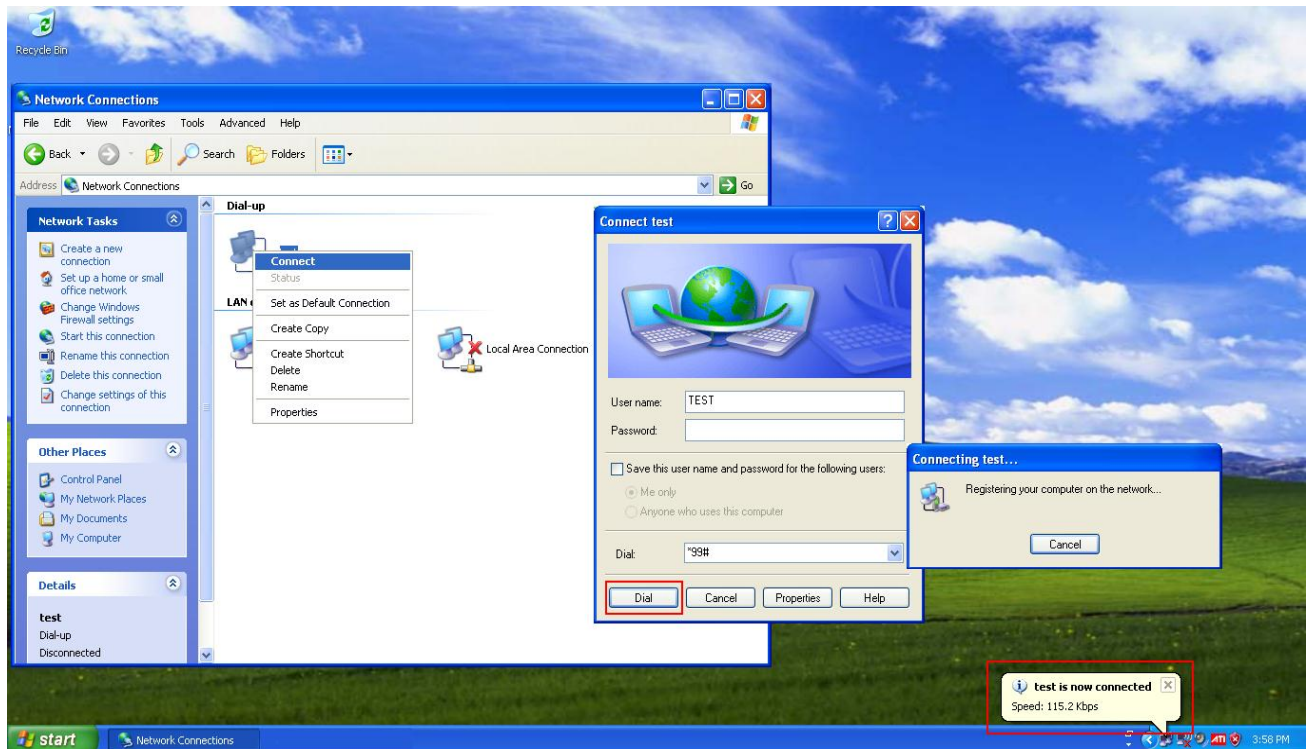 Recycle Bin
Network Connections
File Edit View Favorites Tools Advanced Help
Back Search Folders
Address Network Connections Go
Network Tasks
Create a new
connection
Set up a home or small
office network
Change Windows
Firewall settings
Start this connection
Rename this connection
Delete this connection
Change settings of this
connection
Other Places
Control Panel
My Network Places
My Documents
My Computer
Details
test
Dial-up
Disconnected
Dial-up
LAN
Local Area Connection
Connect
Status
Set as Default Connection
Create Copy
Create Shortcut
Delete
Rename
Properties
Connect test
User name: TEST
Password:
Save this user name and password for the following users:
Me only
Anyone who uses this computer
Dial: *99#
Dial Cancel Properties Help
Connecting test...
Registering your computer on the network...
Cancel
test is now connected
Speed: 115.2 Kbps
start Network Connections ATI 3:58 PM